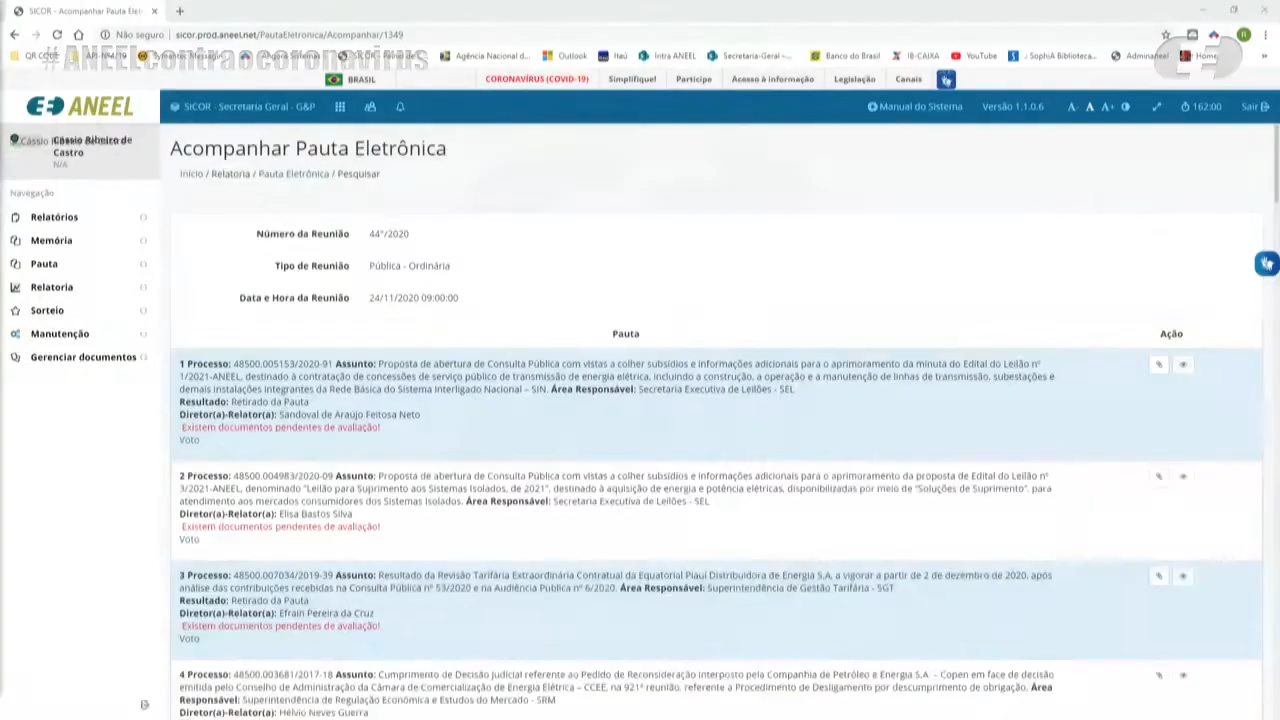 SICOR - Acompanhar Pauta Eletr
Não seguro | sicor.prod.aneel.net/PautaEletronica/Acompanhar/1349
#ANEELcontra o coronavírus
Agência Nacional d... Outlook Itaú Intra ANEEL Secretaria-Geral -... Banco do Brasil IB-CAIXA YouTube SophiA Biblioteca... Adminaneel Home
BRASIL CORONAVÍRUS (COVID-19) Simplifique! Participe Acesso à informação Legislação Canais
ANEEL SICOR - Secretaria Geral - G&P Manual do Sistema Versão 1.1.0.6 A- A A+ 162:00 Sair
Cássio Ribeiro de
Castro
N/A
Acompanhar Pauta Eletrônica
Início / Relatoria / Pauta Eletrônica / Pesquisar
Navegação
Relatórios
Memória
Pauta
Relatoria
Sorteio
Manutenção
Gerenciar documentos
Número da Reunião 44ª/2020
Tipo de Reunião Pública - Ordinária
Data e Hora da Reunião 24/11/2020 09:00:00
Pauta Ação
1 Processo: 48500.005153/2020-91 Assunto: Proposta de abertura de Consulta Pública com vistas a colher subsídios e informações adicionais para o aprimoramento da minuta do Edital do Leilão nº
1/2021-ANEEL, destinado à contratação de concessões de serviço público de transmissão de energia elétrica, incluindo a construção, a operação e a manutenção de linhas de transmissão, subestações e
demais instalações integrantes da Rede Básica do Sistema Interligado Nacional – SIN. Área Responsável: Secretaria Executiva de Leilões - SEL
Resultado: Retirado da Pauta
Diretor(a)-Relator(a): Sandoval de Araujo Feitosa Neto
Existem documentos pendentes de avaliação!
Voto
2 Processo: 48500.004983/2020-09 Assunto: Proposta de abertura de Consulta Pública com vistas a colher subsídios e informações adicionais para o aprimoramento da proposta de Edital do Leilão nº
3/2021-ANEEL, denominado "Leilão para Suprimento aos Sistemas Isolados, de 2021", destinado à aquisição de energia e potência elétricas, disponibilizadas por meio de "Soluções de Suprimento", para
atendimento aos mercados consumidores dos Sistemas Isolados. Área Responsável: Secretaria Executiva de Leilões - SEL
Diretor(a)-Relator(a): Elisa Bastos Silva
Existem documentos pendentes de avaliação!
Voto
3 Processo: 48500.007034/2019-39 Assunto: Resultado da Revisão Tarifária Extraordinária Contratual da Equatorial Piauí Distribuidora de Energia S.A, a vigorar a partir de 2 de dezembro de 2020, após
análise das contribuições recebidas na Consulta Pública nº 53/2020 e na Audiência Pública nº 6/2020. Área Responsável: Superintendência de Gestão Tarifária - SGT
Resultado: Retirado da Pauta
Diretor(a)-Relator(a): Efrain Pereira da Cruz
Existem documentos pendentes de avaliação!
Voto
4 Processo: 48500.003681/2017-18 Assunto: Cumprimento de Decisão Judicial referente ao Pedido de Reconsideração interposto pela Companhia de Petróleo e Energia S.A. - Copen em face de decisão
emitida pelo Conselho de Administração da Câmara de Comercialização de Energia Elétrica – CCEE, na 921ª reunião, referente a Procedimento de Desligamento por descumprimento de obrigação. Área
Responsável: Superintendência de Regulação Econômica e Estudos do Mercado - SRM
Diretor(a)-Relator(a): Hélvio Neves Guerra